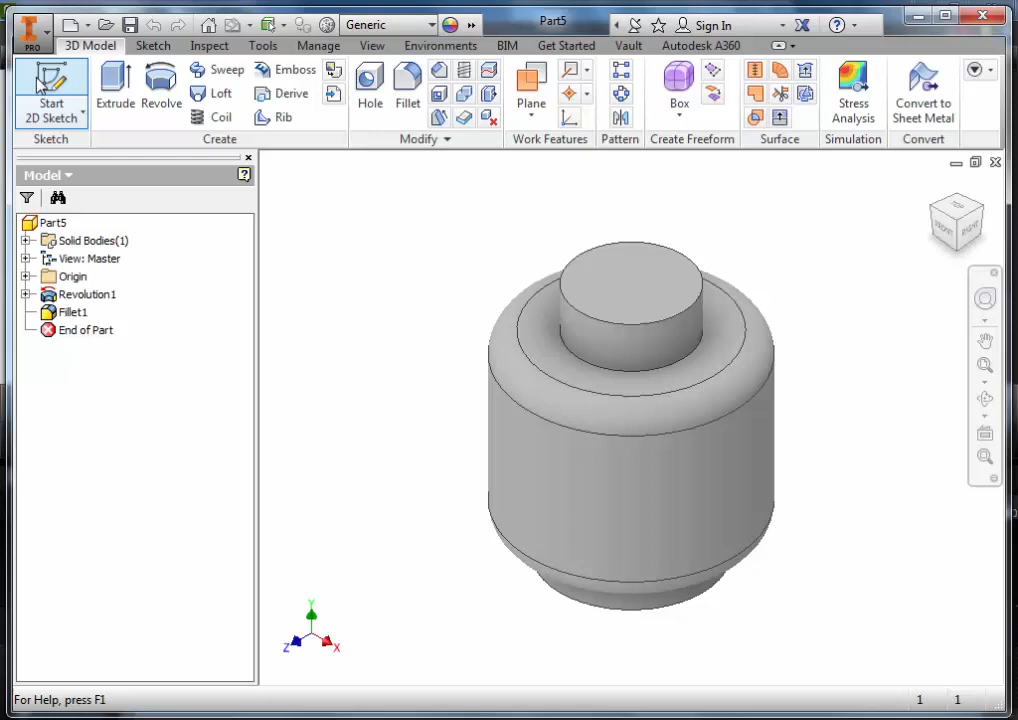 PRO
Generic
Part5
Sign In
3D Model Sketch Inspect Tools Manage View Environments BIM Get Started Vault Autodesk A360
Start
2D Sketch
Extrude
Revolve
Sweep
Loft
Coil
Emboss
Derive
Rib
Hole
Fillet
Plane
Box
Stress
Analysis
Convert to
Sheet Metal
Sketch Create Modify Work Features Pattern Create Freeform Surface Simulation Convert
Model
Part5
Solid Bodies(1)
View: Master
Origin
Revolution1
Fillet1
End of Part
TOP
FRONT
RIGHT
Y
Z
X
For Help, press F1
1 1